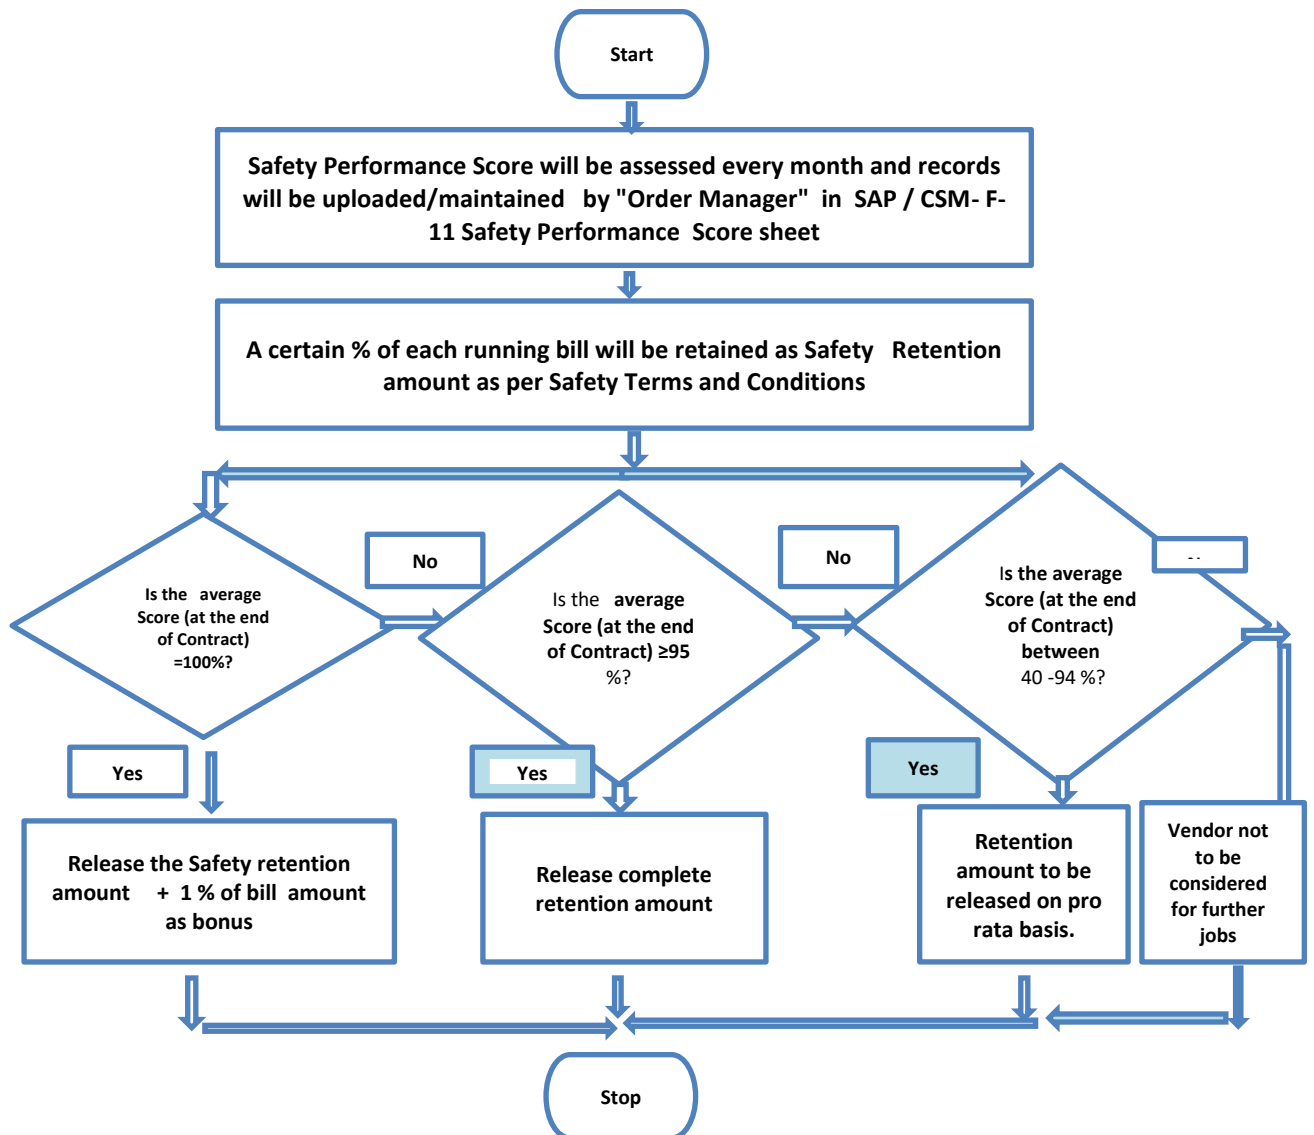 Start
Safety Performance Score will be assessed every month and records
will be uploaded/maintained by "Order Manager" in SAP / CSM- F-
11 Safety Performance Score sheet
A certain % of each running bill will be retained as Safety Retention
amount as per Safety Terms and Conditions
Is the average
Score (at the end
of Contract)
=100%?
No
Is the average
Score (at the end
of Contract) ≥95
%?
No
Is the average
Score (at the end
of Contract)
between
40 -94 %?
Yes
Yes
Yes
Release the Safety retention
amount + 1 % of bill amount
as bonus
Release complete
retention amount
Retention
amount to be
released on pro
rata basis.
Vendor not
to be
considered
for further
jobs
Stop